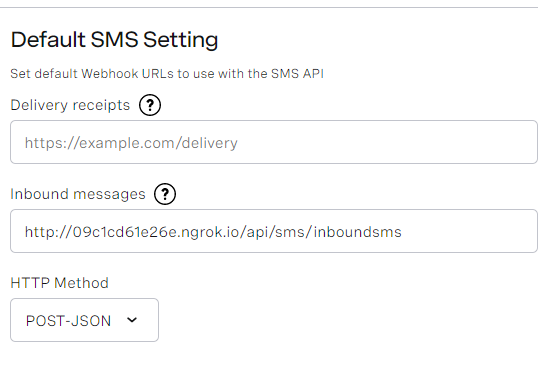 Default SMS Setting
Set default Webhook URLs to use with the SMS API
Delivery receipts ?
https://example.com/delivery
Inbound messages ?
http://09c1cd61e26e.ngrok.io/api/sms/inboundsms
HTTP Method
POST-JSON